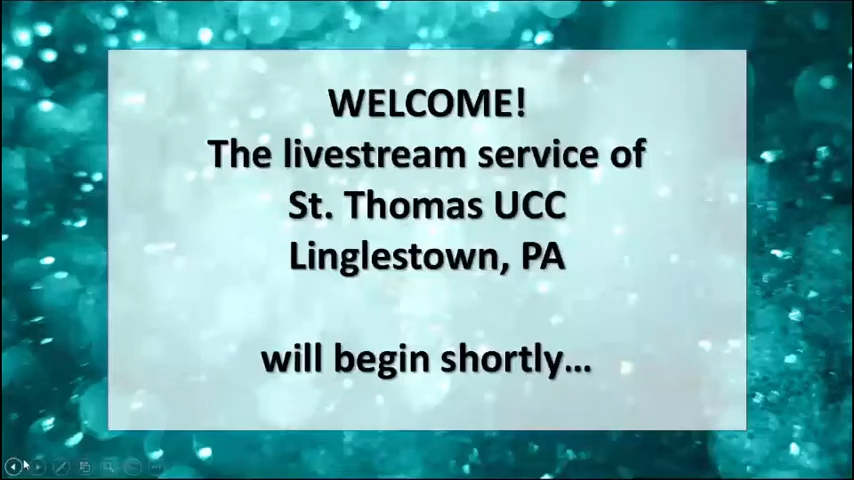 WELCOME!
The livestream service of
St. Thomas UCC
Linglestown, PA
will begin shortly...